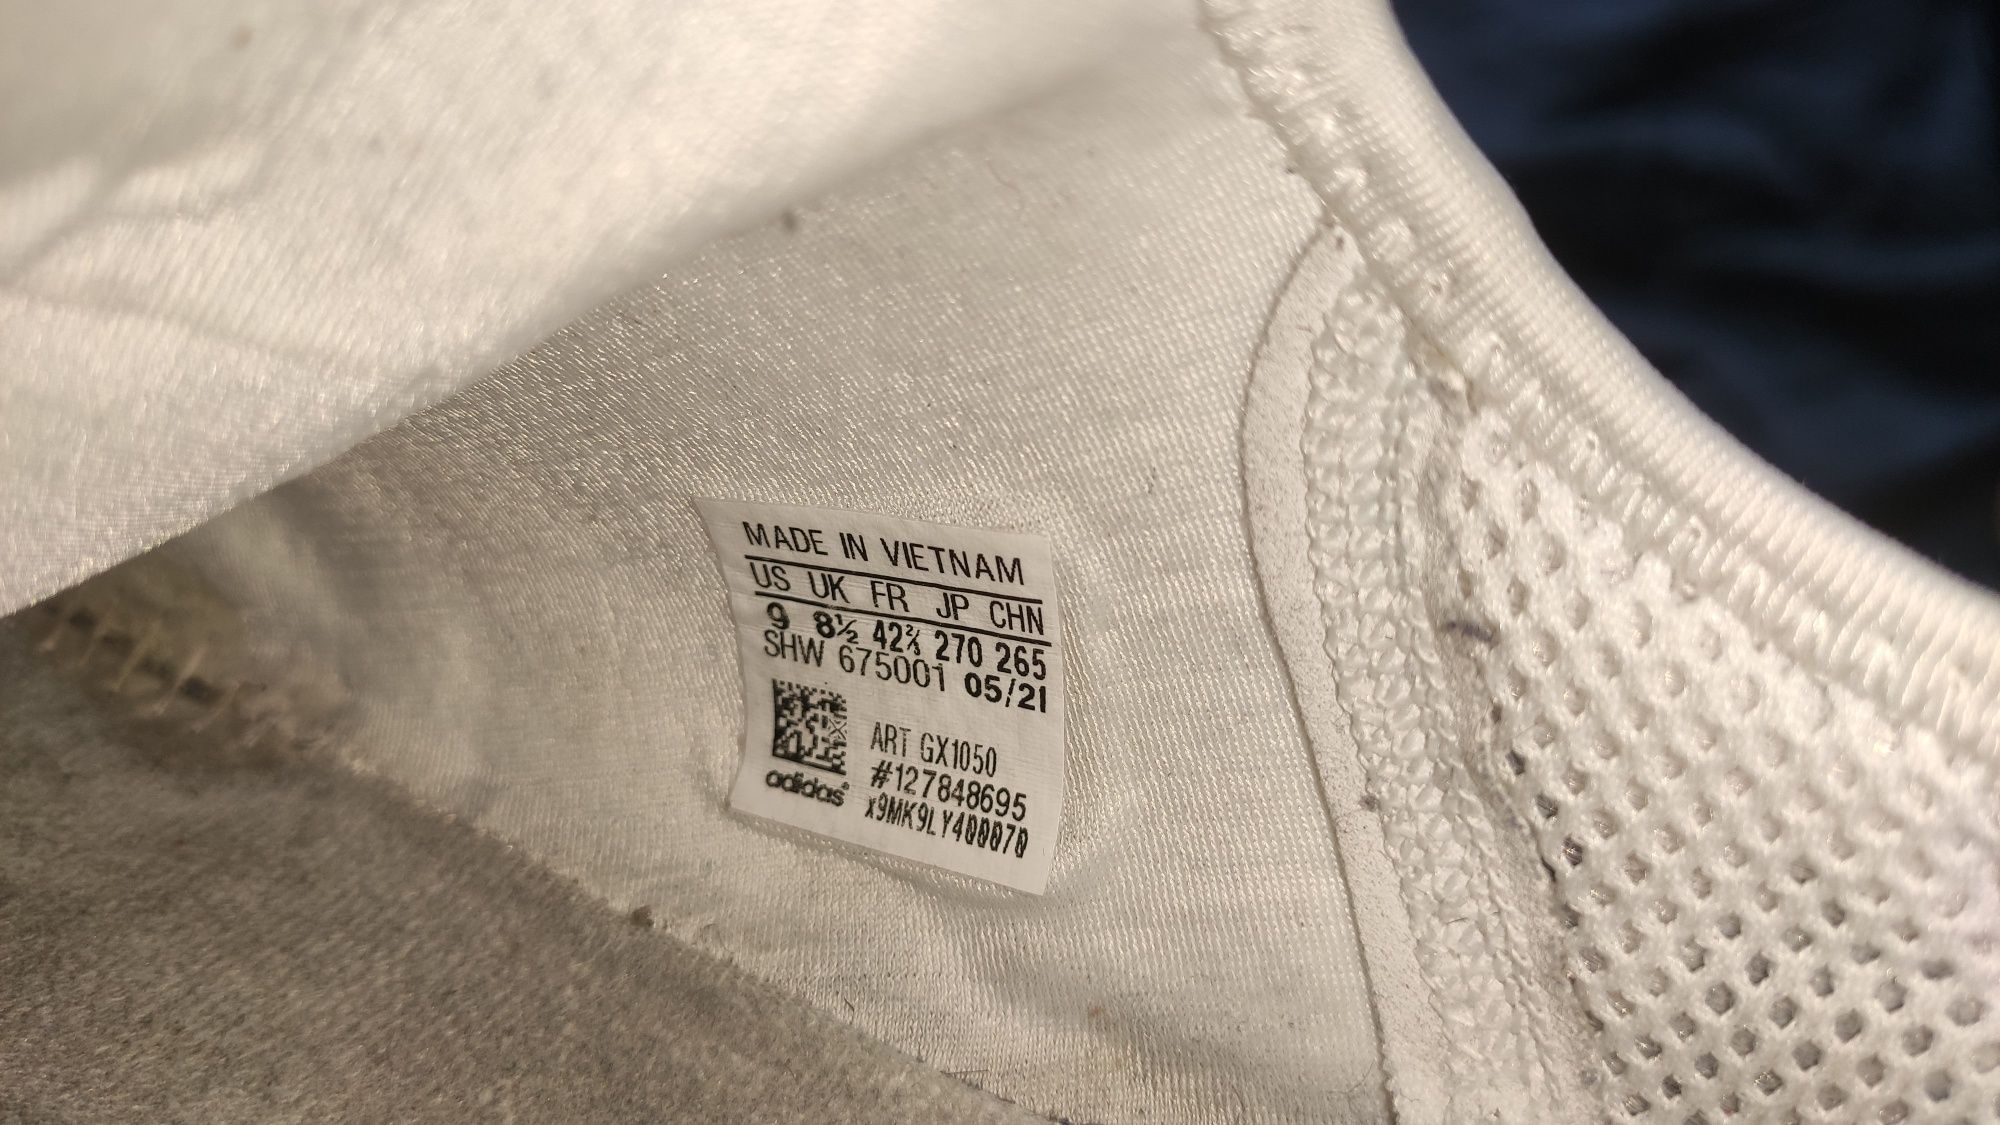 MADE IN VIETNAM
US UK FR JP CHN
9 8½ 42⅔ 270 265
SHW 675001 05/21
ART GX1050
#127848695
adidas®
x9MK9LY400070